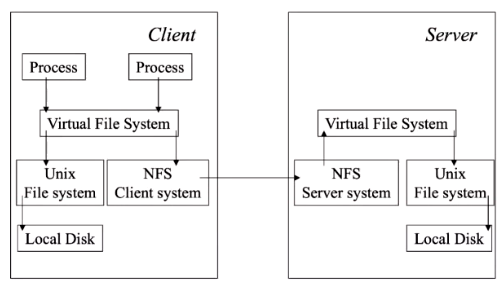 Client
Process
Process
Virtual File System
Unix
File system
NFS
Client system
Local Disk
Server
Virtual File System
NFS
Server system
Unix
File system
Local Disk